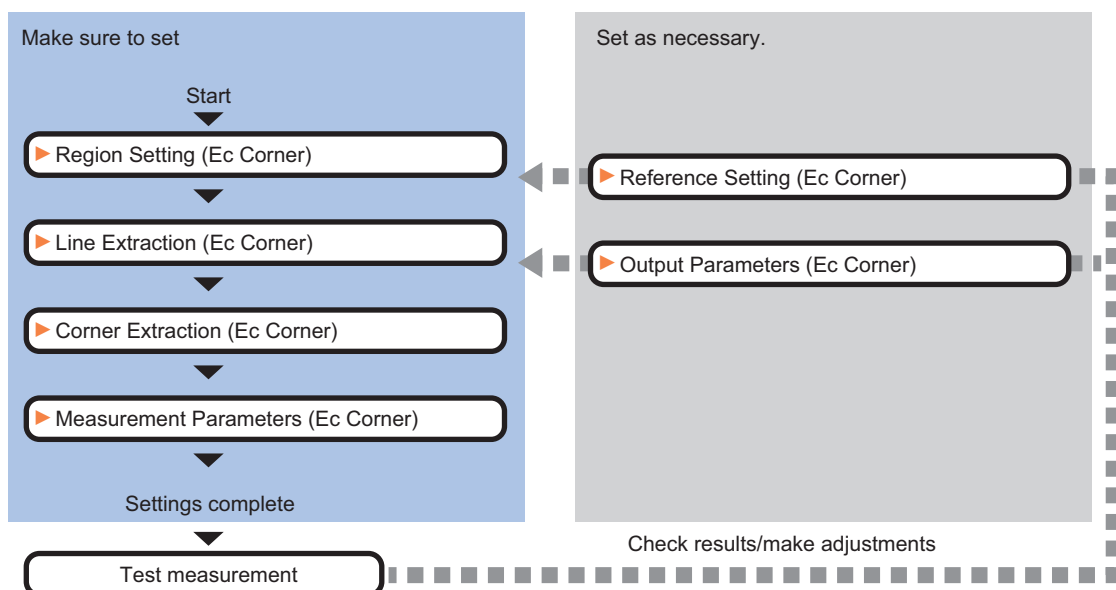 Make sure to set
Start
Region Setting (Ec Corner)
Line Extraction (Ec Corner)
Corner Extraction (Ec Corner)
Measurement Parameters (Ec Corner)
Settings complete
Test measurement
Set as necessary.
Reference Setting (Ec Corner)
Output Parameters (Ec Corner)
Check results/make adjustments